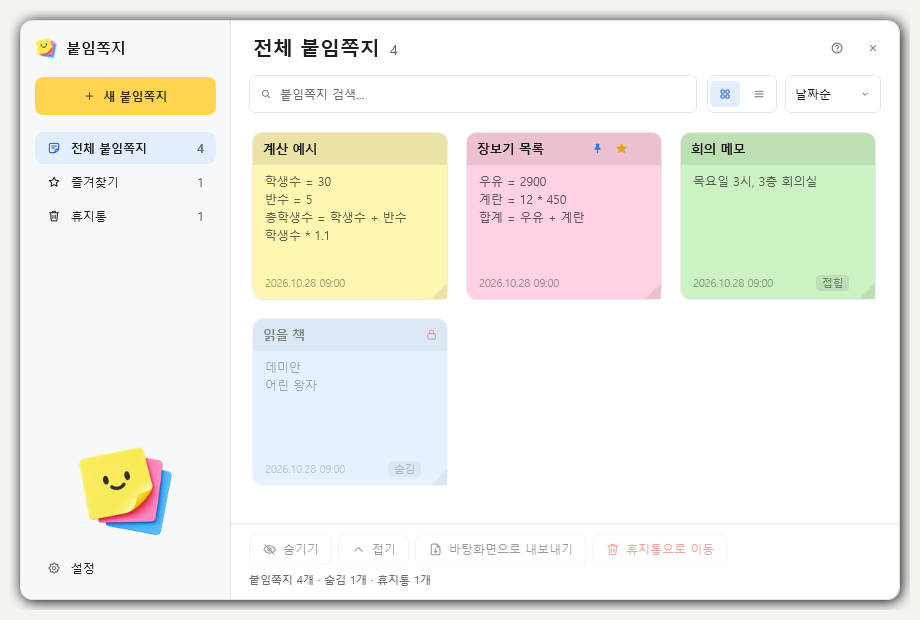 붙임쪽지
+ 새 붙임쪽지
전체 붙임쪽지 4
즐겨찾기 1
휴지통 1
설정
전체 붙임쪽지 4
붙임쪽지 검색...
날짜순
계산 예시
학생수 = 30
반수 = 5
총학생수 = 학생수 + 반수
학생수 * 1.1
2026.10.28 09:00
장보기 목록
우유 = 2900
계란 = 12 * 450
합계 = 우유 + 계란
2026.10.28 09:00
회의 메모
목요일 3시, 3층 회의실
2026.10.28 09:00 접힘
읽을 책
데미안
어린 왕자
2026.10.28 09:00 숨김
숨기기 접기 바탕화면으로 내보내기 휴지통으로 이동
붙임쪽지 4개 · 숨김 1개 · 휴지통 1개